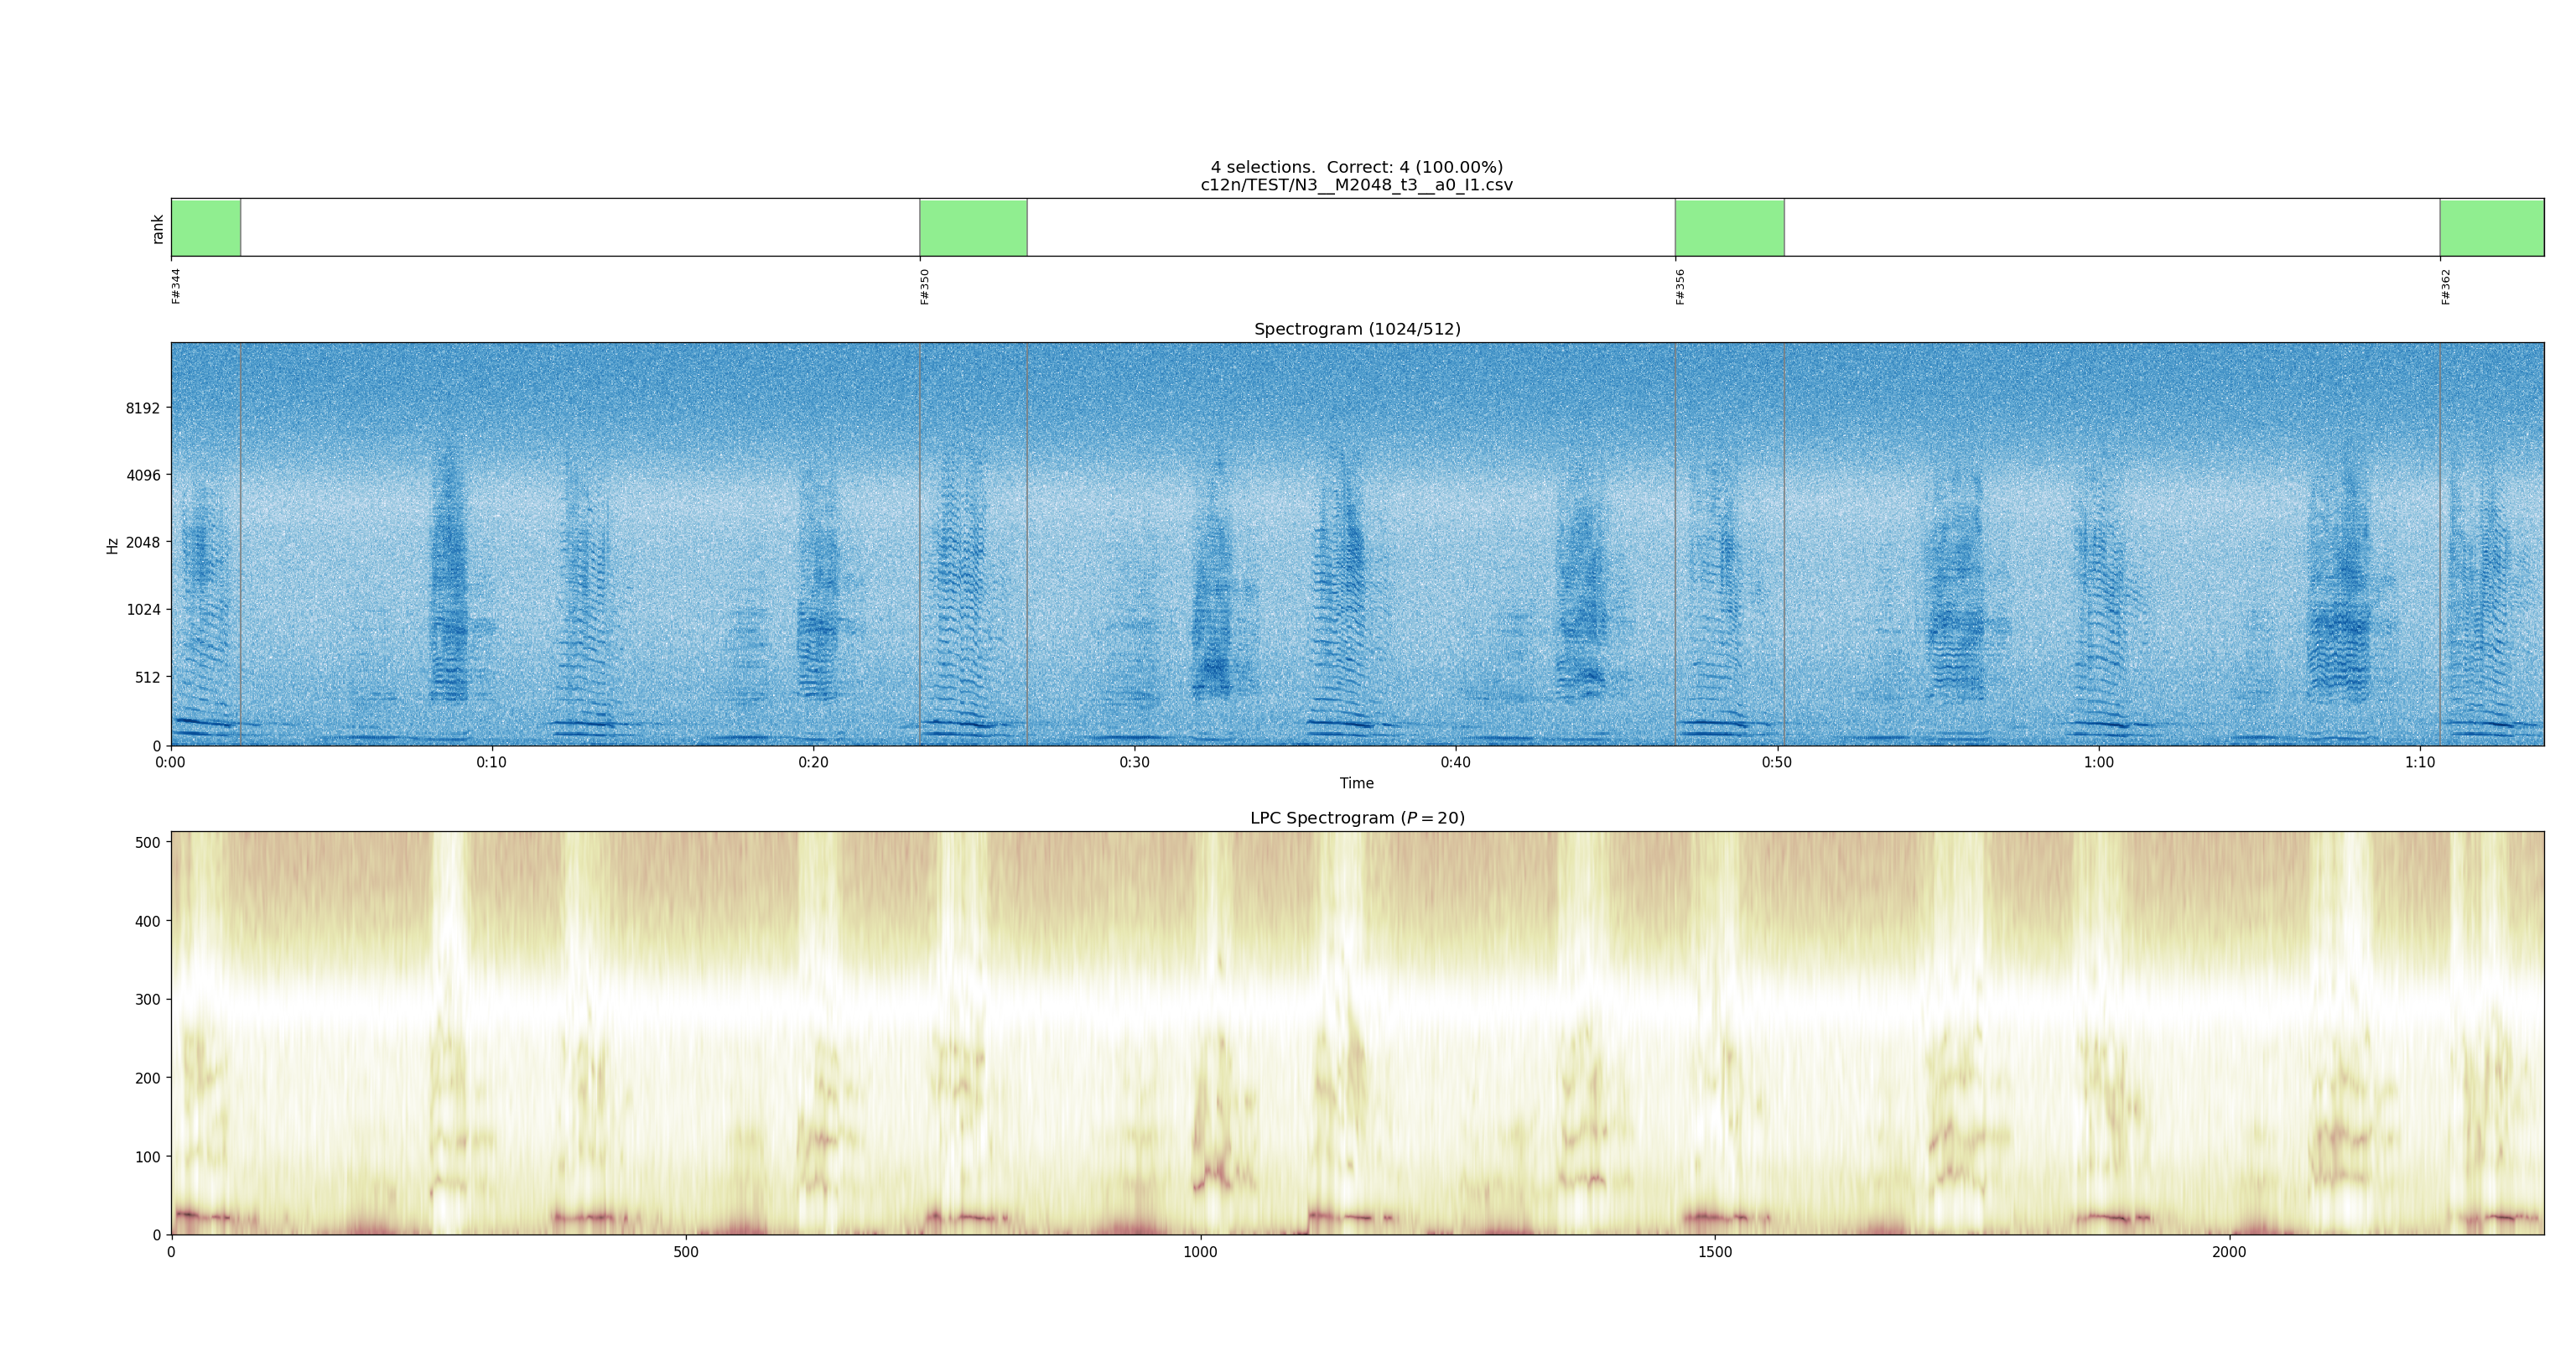 4 selections.  Correct: 4 (100.00%)
c12n/TEST/N3__M2048_t3__a0_I1.csv
rank
F#344
F#350
F#356
F#362
Spectrogram (1024/512)
Hz
8192
4096
2048
1024
512
0
0:00
0:10
0:20
0:30
0:40
0:50
1:00
1:10
Time
LPC Spectrogram (P = 20)
500
400
300
200
100
0
0
500
1000
1500
2000